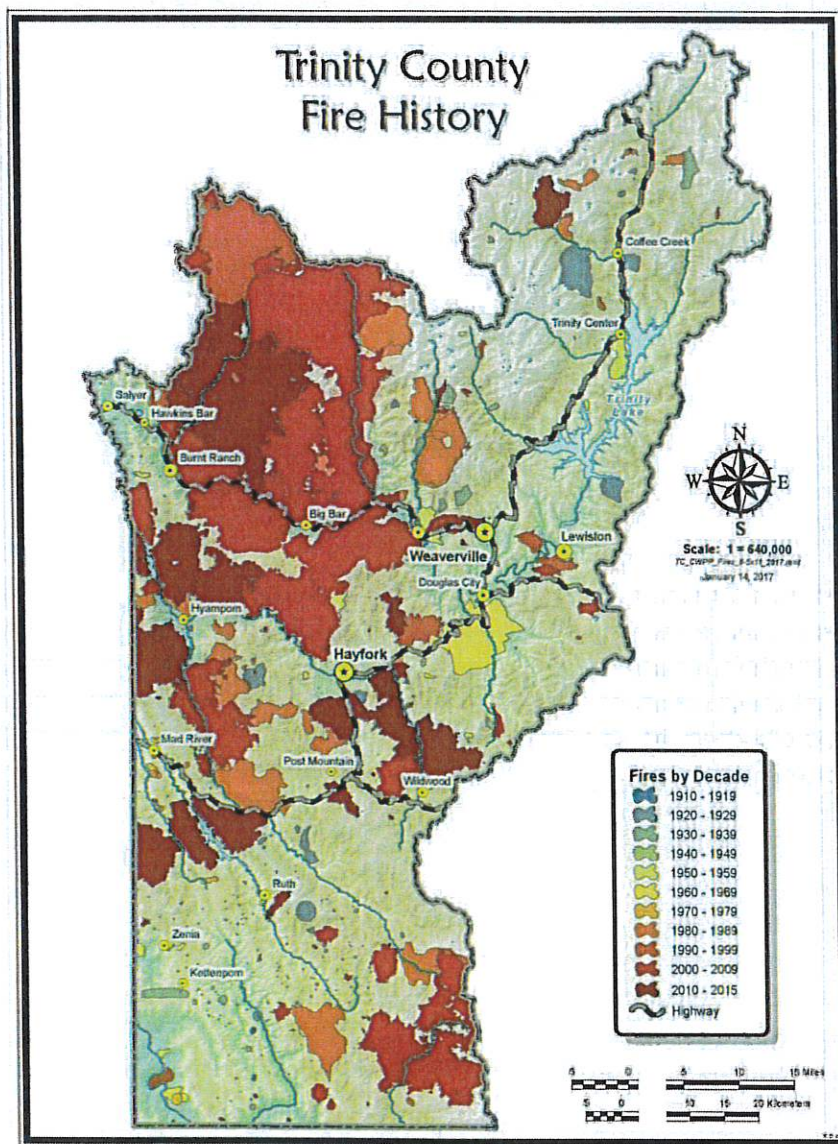 Trinity County
Fire History
Coffee Creek
Trinity Center
Trinity
Lake
Salyer
Hawkins Bar
Burnt Ranch
Big Bar
Weaverville
Lewiston
Douglas City
Hyampom
Hayfork
Mad River
Post Mountain
Wildwood
Ruth
Zenia
Kettenpom
N
W
E
S
Scale: 1 = 640,000
January 14, 2017
Fires by Decade
1910 - 1919
1920 - 1929
1930 - 1939
1940 - 1949
1950 - 1959
1960 - 1969
1970 - 1979
1980 - 1989
1990 - 1999
2000 - 2009
2010 - 2015
Highway
5 0 5 10 15 Miles
5 0 10 15 20 Kilometers